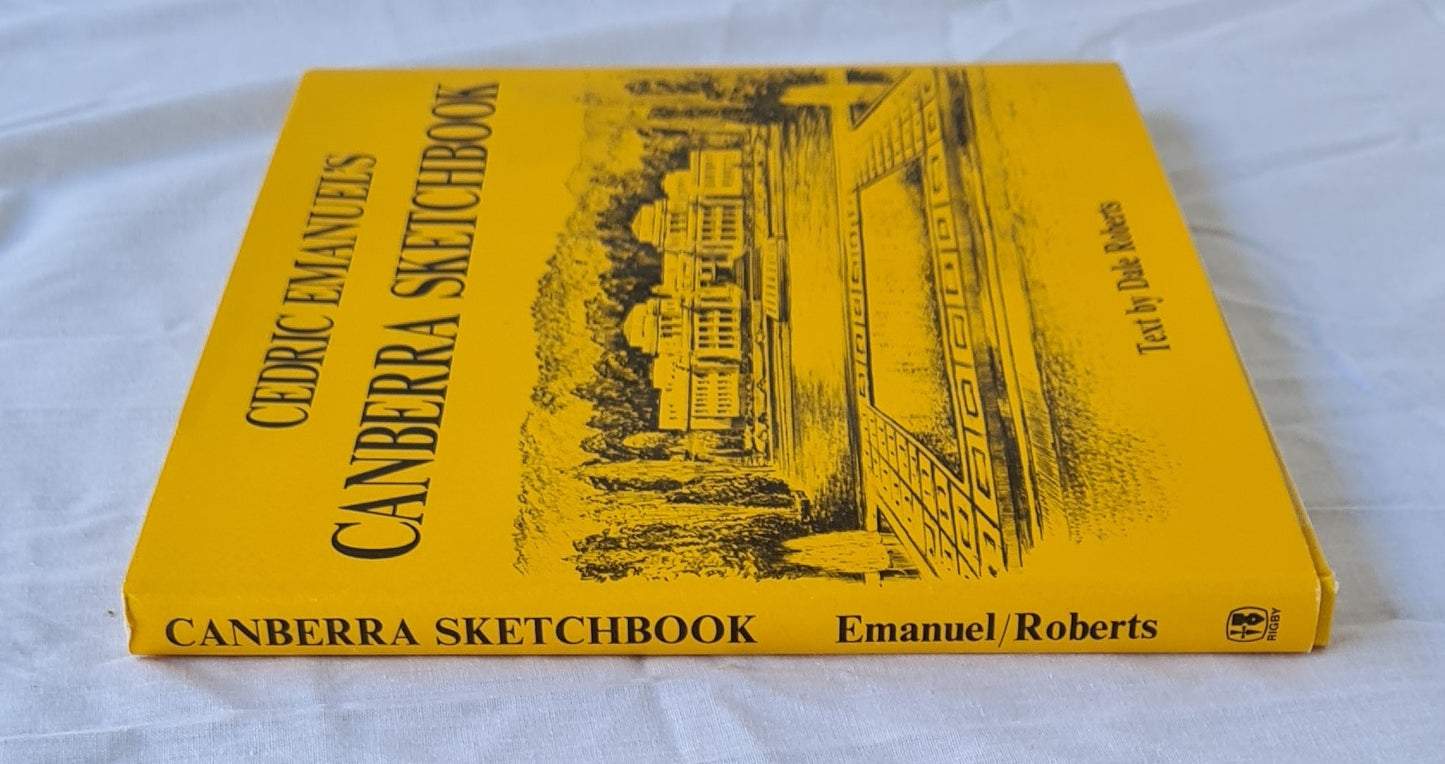 CEDRIC EMANUEL'S
CANBERRA SKETCHBOOK
Text by Dale Roberts
CANBERRA SKETCHBOOK Emanuel/Roberts RIGBY